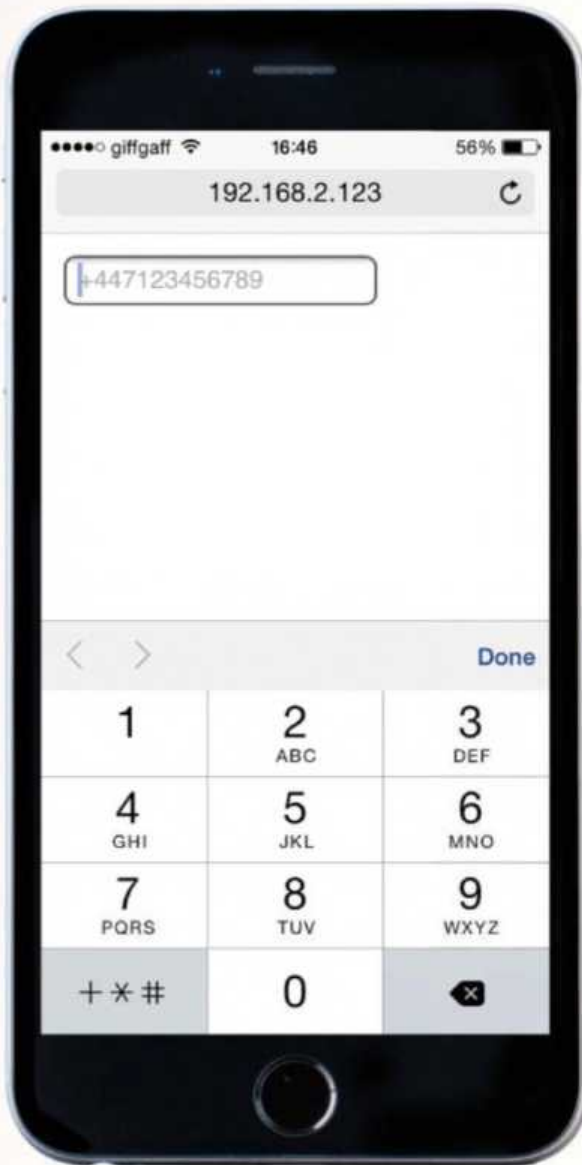 giffgaff 16:46 56%
192.168.2.123
+447123456789
Done
1 2 3
ABC DEF
4 5 6
GHI JKL MNO
7 8 9
PQRS TUV WXYZ
+*# 0